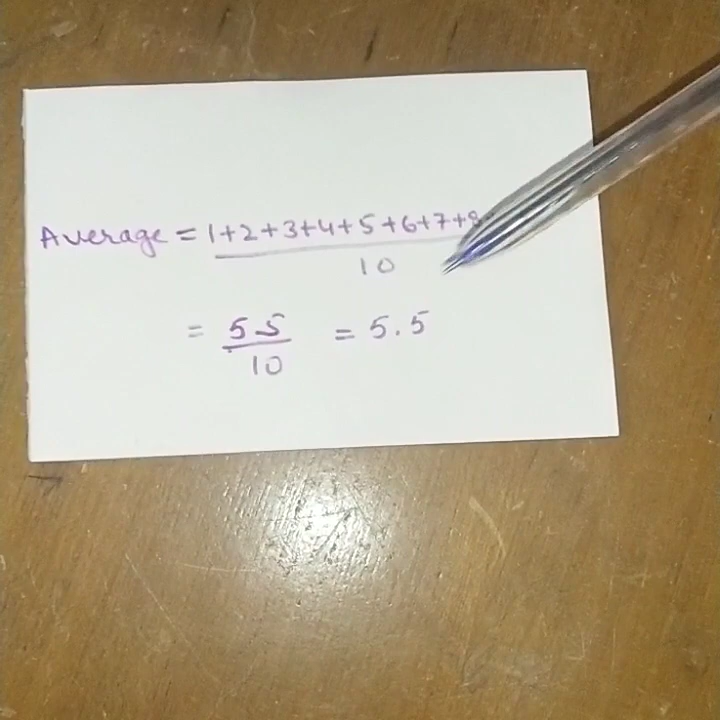 Average = 1+2+3+4+5+6+7+8
10
= 55 = 5.5
10